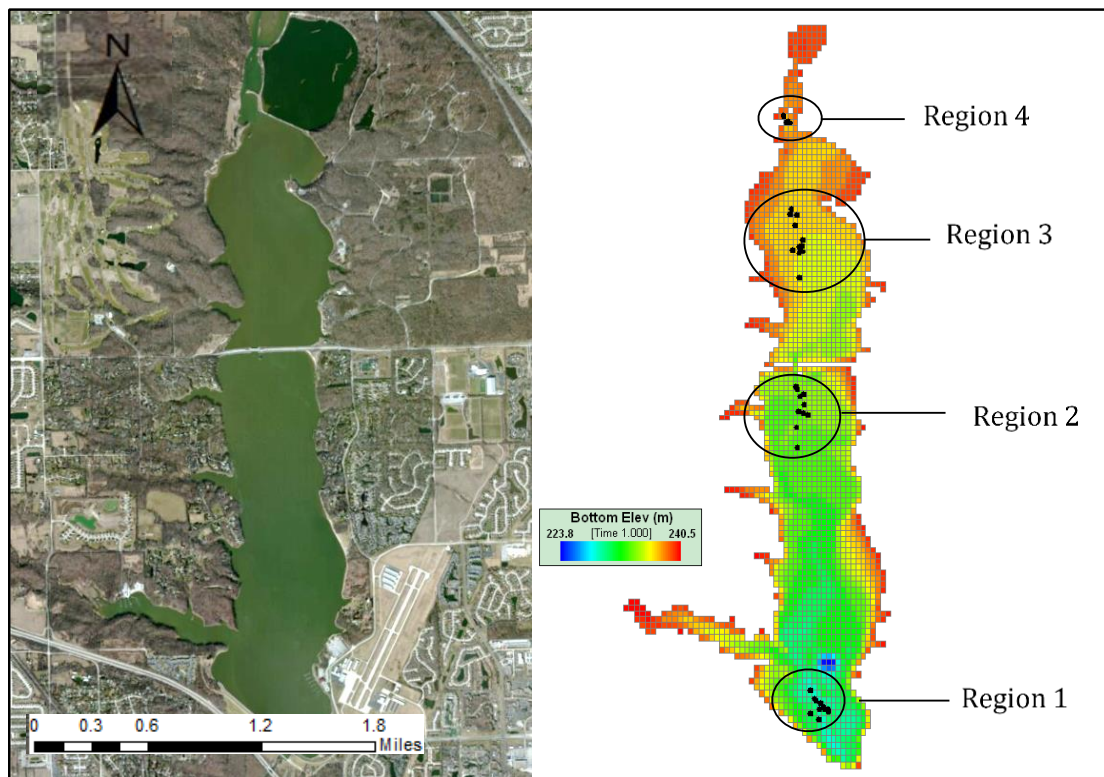 N
0 0.3 0.6 1.2 1.8
Miles
Region 4
Region 3
Region 2
Bottom Elev (m)
223.8 [Time 1.000] 240.5
Region 1